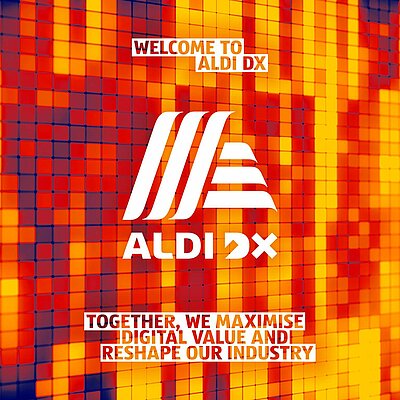 WELCOME TO
ALDI DX
ALDI DX
TOGETHER, WE MAXIMISE
DIGITAL VALUE AND
RESHAPE OUR INDUSTRY